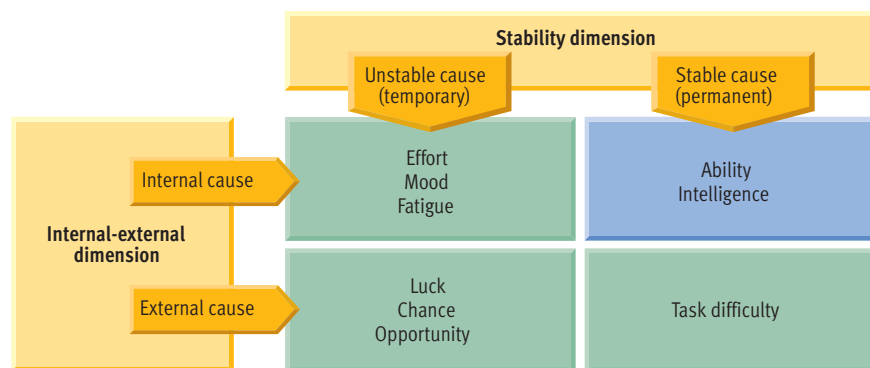 Stability dimension
Unstable cause
(temporary)
Stable cause
(permanent)
Internal-external
dimension
Internal cause
Effort
Mood
Fatigue
Ability
Intelligence
External cause
Luck
Chance
Opportunity
Task difficulty